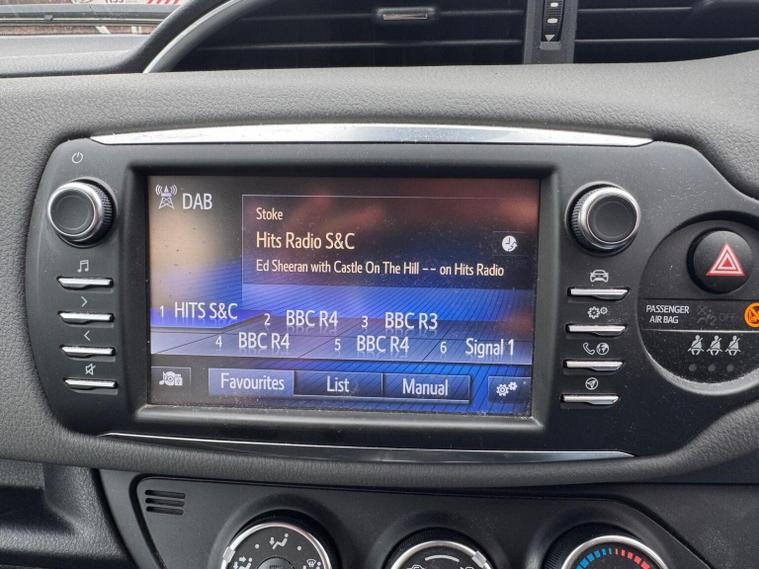 DAB
Stoke
Hits Radio S&C
Ed Sheeran with Castle On The Hill -- on Hits Radio
1 HITS S&C
2 BBC R4
3 BBC R3
4 BBC R4
5 BBC R4
6 Signal 1
Favourites
List
Manual
PASSENGER
AIR BAG
OFF